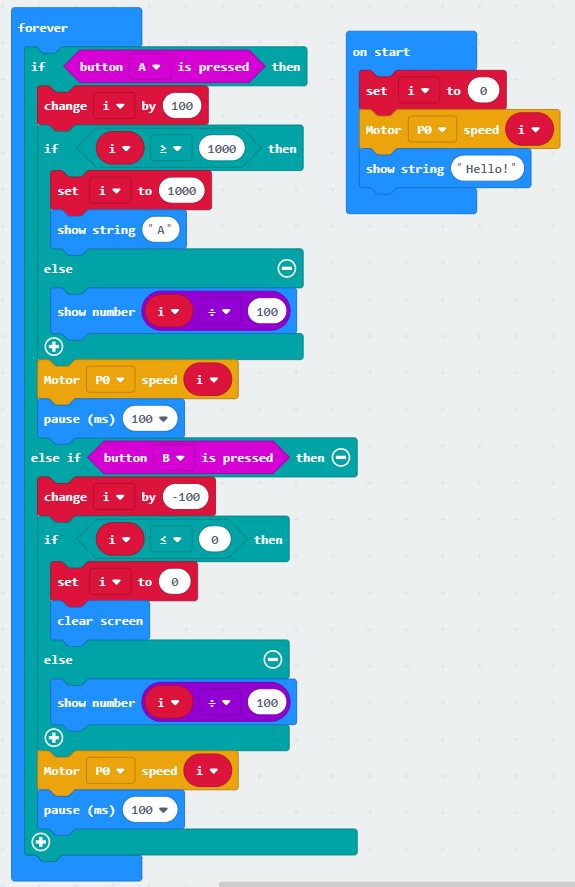 forever
if button A is pressed then
change i by 100
if i ≥ 1000 then
set i to 1000
show string "A"
else
show number i ÷ 100
Motor P0 speed i
pause (ms) 100
else if button B is pressed then
change i by -100
if i ≤ 0 then
set i to 0
clear screen
else
show number i ÷ 100
Motor P0 speed i
pause (ms) 100
on start
set i to 0
Motor P0 speed i
show string "Hello!"